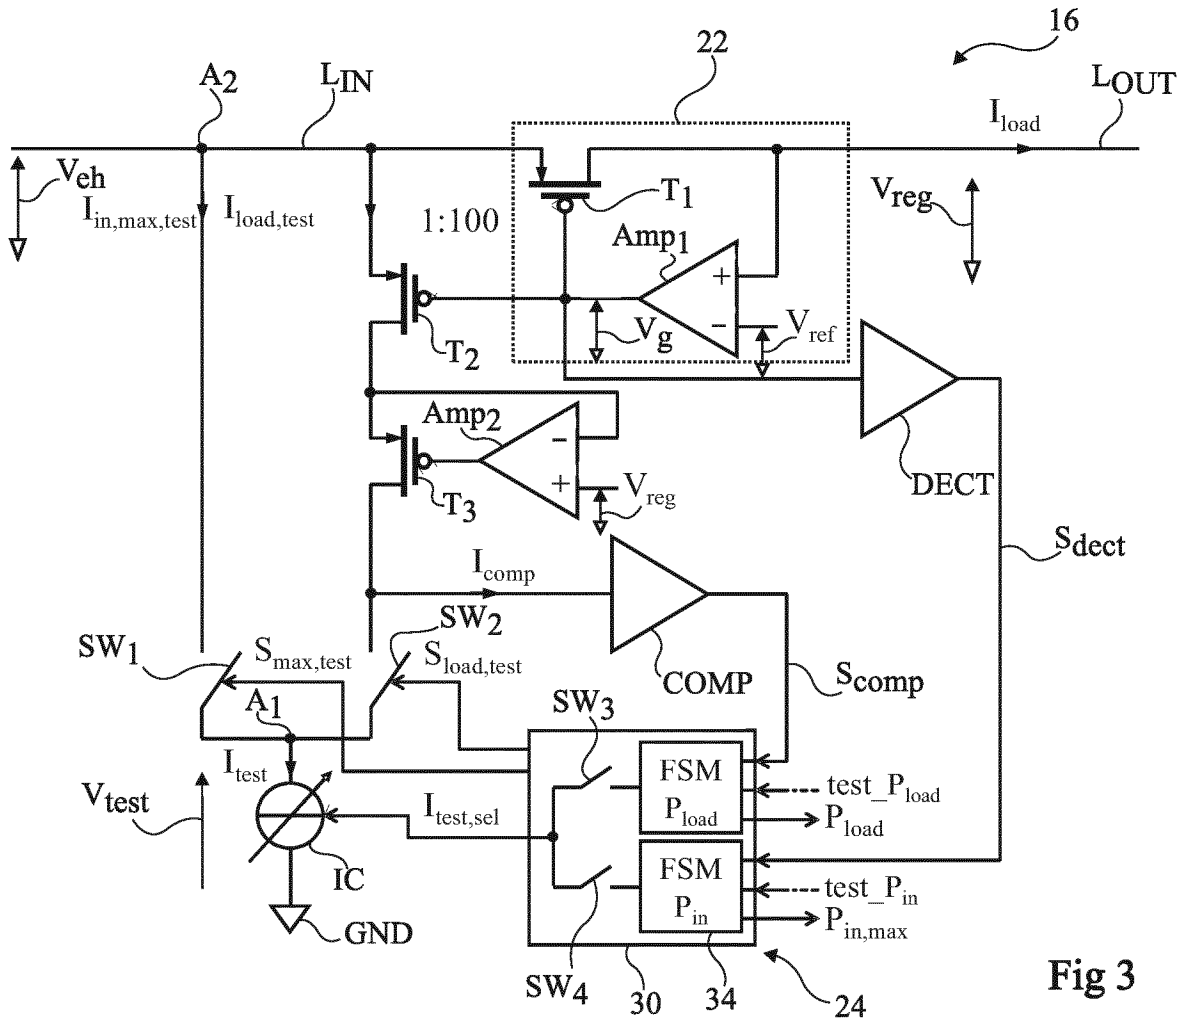 16
22
A2
LIN
LOUT
Iload
Veh
Iin,max,test
Iload,test
1:100
T1
Vreg
Amp1
+
-
Vg
Vref
T2
Amp2
-
+
T3
Vreg
DECT
Sdect
Icomp
SW2
SW1
Smax,test
Sload,test
COMP
Scomp
A1
SW3
Itest
FSM
Pload
test_Pload
Pload
Vtest
Itest,sel
IC
FSM
Pin
test_Pin
Pin,max
GND
SW4
30
34
24
Fig 3